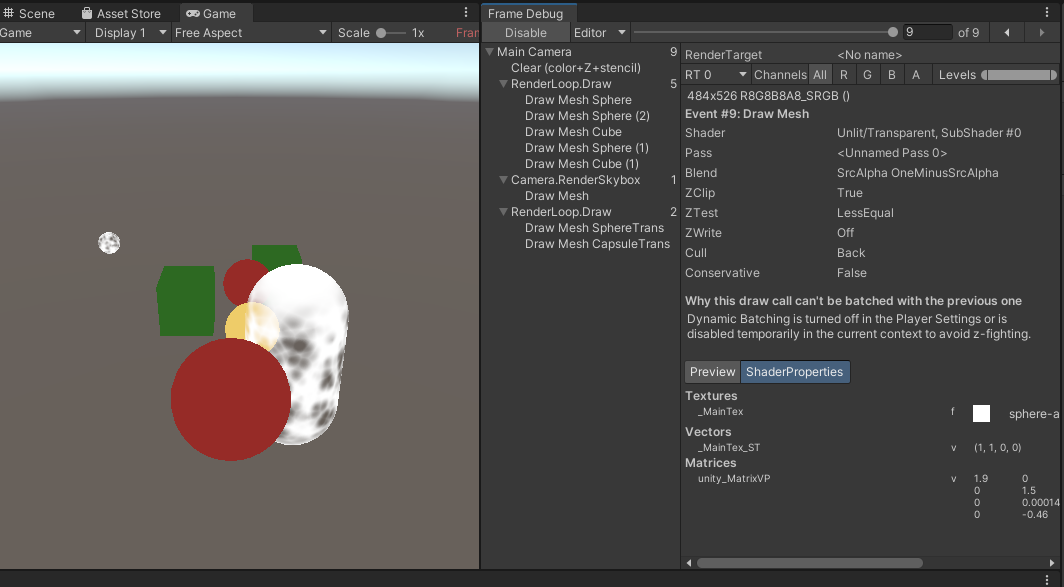 Scene Asset Store Game
Game Display 1 Free Aspect Scale 1x Fran
Frame Debug
Disable Editor 9 of 9
Main Camera 9
Clear (color+Z+stencil)
RenderLoop.Draw 5
Draw Mesh Sphere
Draw Mesh Sphere (2)
Draw Mesh Cube
Draw Mesh Sphere (1)
Draw Mesh Cube (1)
Camera.RenderSkybox 1
Draw Mesh
RenderLoop.Draw 2
Draw Mesh SphereTrans
Draw Mesh CapsuleTrans
RenderTarget <No name>
RT 0 Channels All R G B A Levels
484x526 R8G8B8A8_SRGB ()
Event #9: Draw Mesh
Shader Unlit/Transparent, SubShader #0
Pass <Unnamed Pass 0>
Blend SrcAlpha OneMinusSrcAlpha
ZClip True
ZTest LessEqual
ZWrite Off
Cull Back
Conservative False
Why this draw call can't be batched with the previous one
Dynamic Batching is turned off in the Player Settings or is
disabled temporarily in the current context to avoid z-fighting.
Preview ShaderProperties
Textures
_MainTex f sphere-a
Vectors
_MainTex_ST v (1, 1, 0, 0)
Matrices
unity_MatrixVP v 1.9 0
0 1.5
0 0.00014
0 -0.46